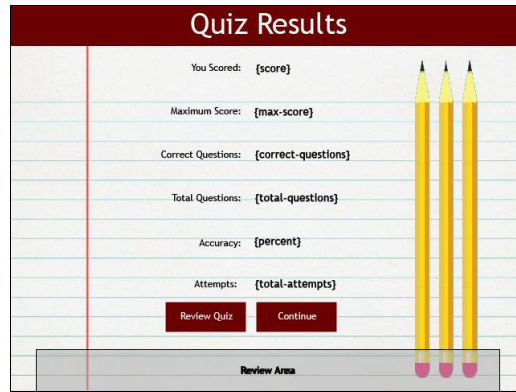 Quiz Results
You Scored: {score}
Maximum Score: {max-score}
Correct Questions: {correct-questions}
Total Questions: {total-questions}
Accuracy: {percent}
Attempts: {total-attempts}
Review Quiz Continue
Review Area